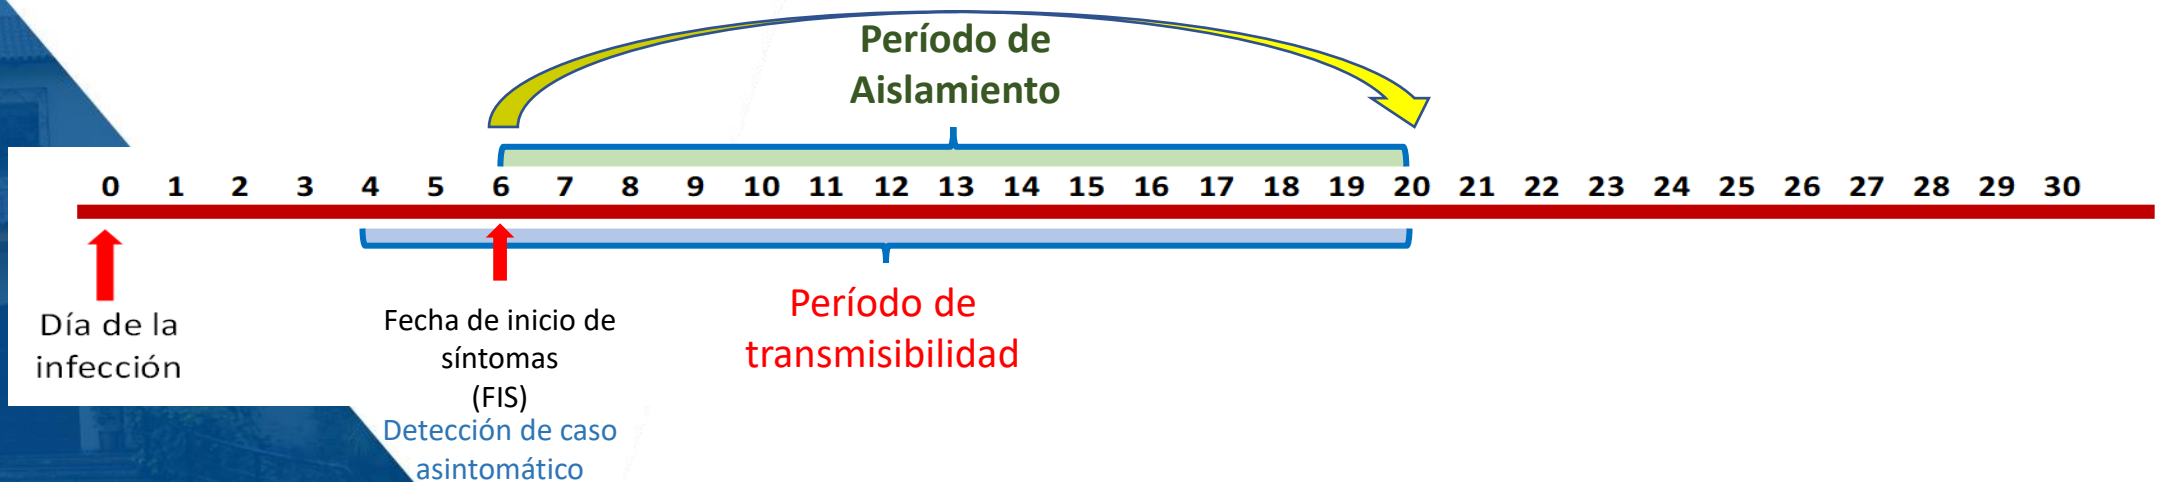 Período de
Aislamiento
0 1 2 3 4 5 6 7 8 9 10 11 12 13 14 15 16 17 18 19 20 21 22 23 24 25 26 27 28 29 30
Día de la
infección
Fecha de inicio de
síntomas
(FIS)
Detección de caso
asintomático
Período de
transmisibilidad